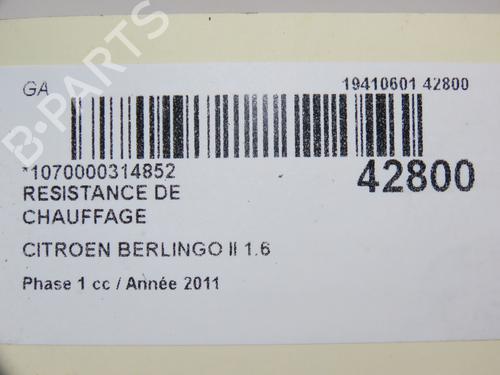 GA
19410601 42800
*1070000314852
42800
RESISTANCE DE
CHAUFFAGE
CITROEN BERLINGO II 1.6
Phase 1 cc / Année 2011
B-PARTS